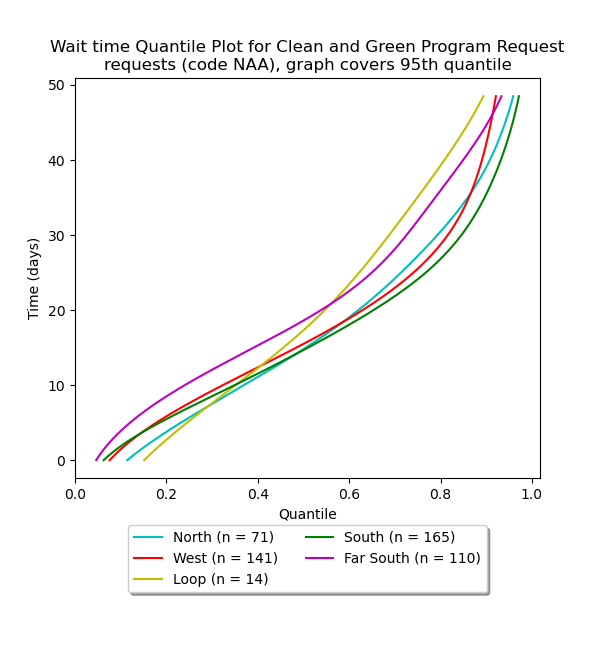 Wait time Quantile Plot for Clean and Green Program Request
requests (code NAA), graph covers 95th quantile
50
40
30
20
10
0
Time (days)
0.0 0.2 0.4 0.6 0.8 1.0
Quantile
North (n = 71)
West (n = 141)
Loop (n = 14)
South (n = 165)
Far South (n = 110)